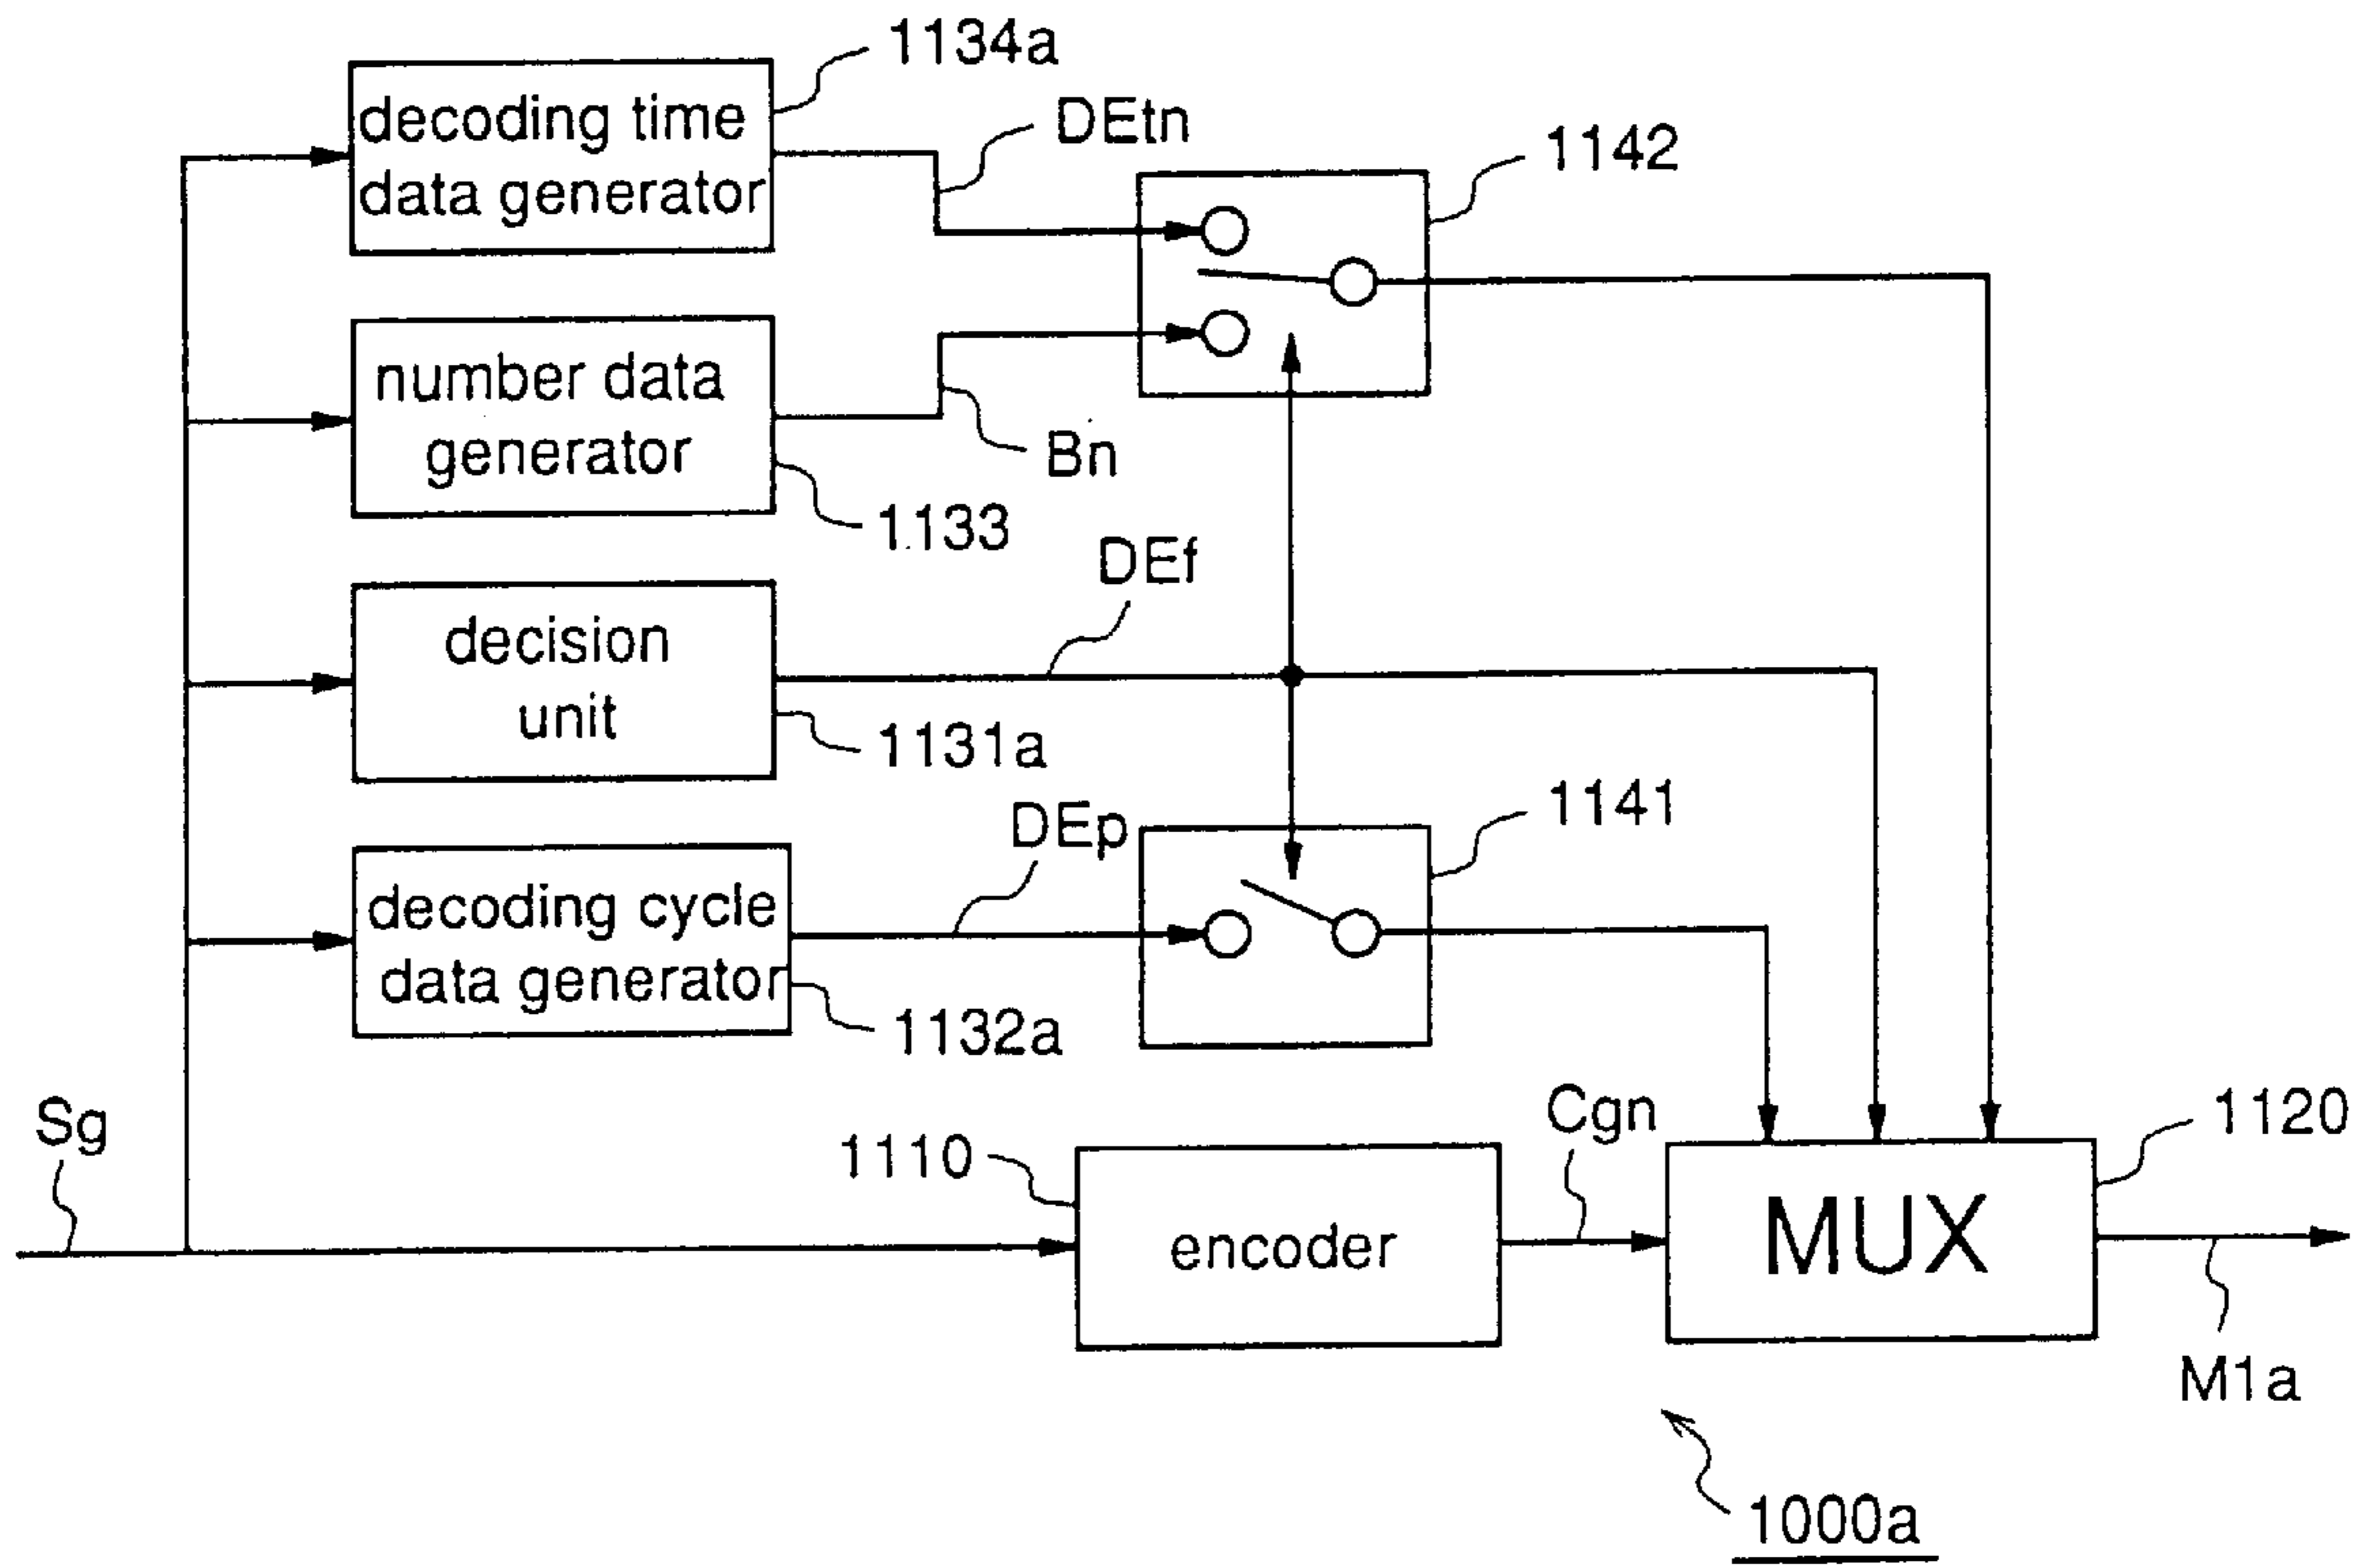 1134a
decoding time
data generator
DEtn
1142
number data
generator
Bn
1133
DEf
decision
unit
1131a
DEp
1141
decoding cycle
data generator
1132a
Sg
1110
encoder
Cgn
1120
MUX
M1a
1000a